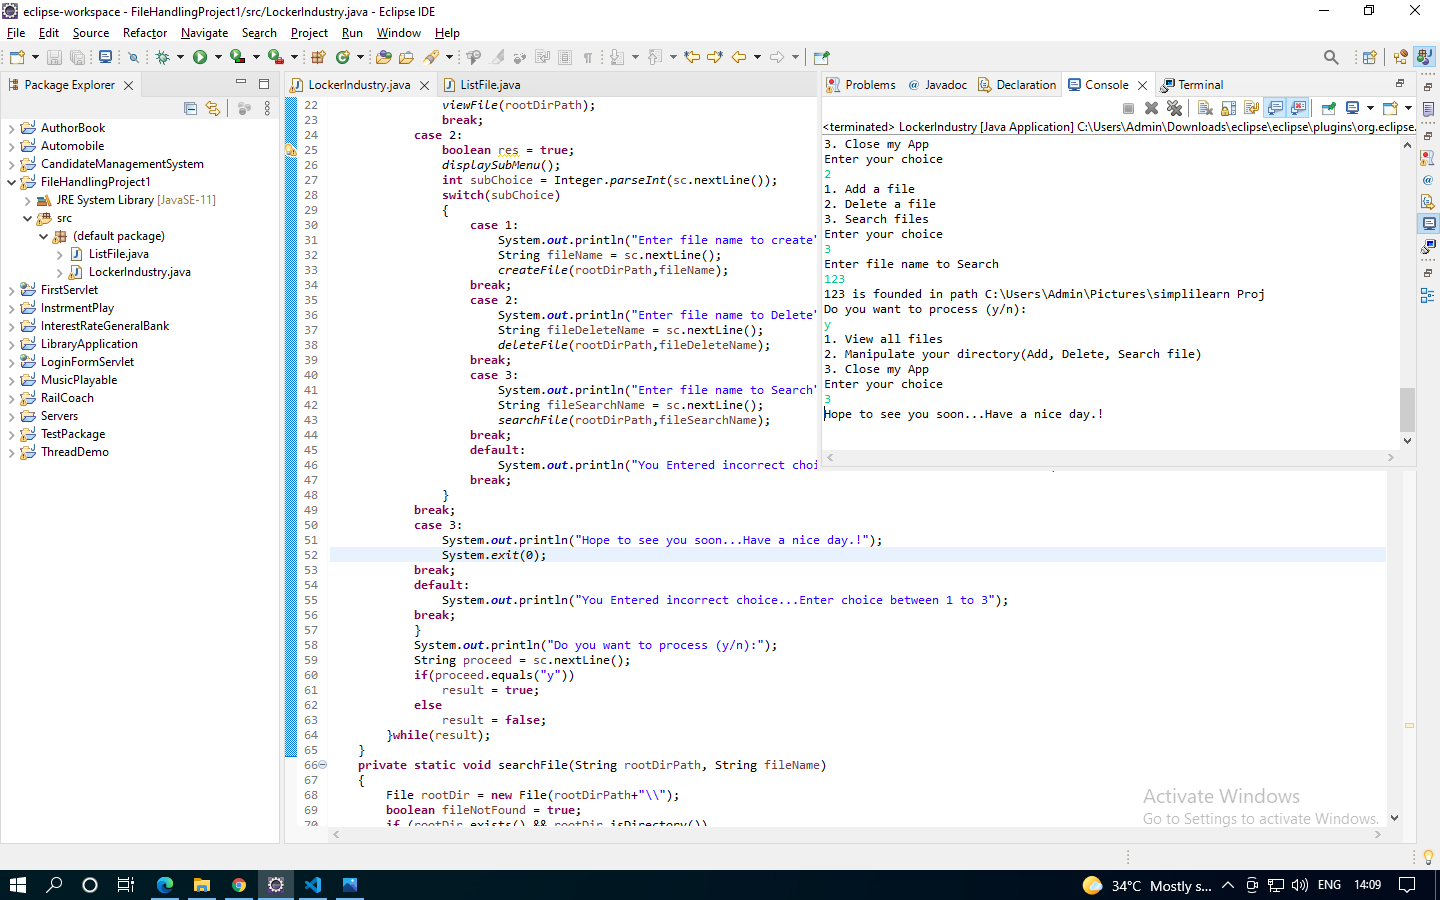 eclipse-workspace - FileHandlingProject1/src/LockerIndustry.java - Eclipse IDE
File Edit Source Refactor Navigate Search Project Run Window Help
Package Explorer
AuthorBook
Automobile
CandidateManagementSystem
FileHandlingProject1
JRE System Library [JavaSE-11]
src
(default package)
ListFile.java
LockerIndustry.java
FirstServlet
InstrmentPlay
InterestRateGeneralBank
LibraryApplication
LoginFormServlet
MusicPlayable
RailCoach
Servers
TestPackage
ThreadDemo
LockerIndustry.java ListFile.java
22 viewFile(rootDirPath);
23 break;
24 case 2:
25 boolean res = true;
26 displaySubMenu();
27 int subChoice = Integer.parseInt(sc.nextLine());
28 switch(subChoice)
29 {
30 case 1:
31 System.out.println("Enter file name to create"
32 String fileName = sc.nextLine();
33 createFile(rootDirPath,fileName);
34 break;
35 case 2:
36 System.out.println("Enter file name to Delete"
37 String fileDeleteName = sc.nextLine();
38 deleteFile(rootDirPath,fileDeleteName);
39 break;
40 case 3:
41 System.out.println("Enter file name to Search"
42 String fileSearchName = sc.nextLine();
43 searchFile(rootDirPath,fileSearchName);
44 break;
45 default:
46 System.out.println("You Entered incorrect choi
47 break;
48 }
49 break;
50 case 3:
51 System.out.println("Hope to see you soon...Have a nice day.!");
52 System.exit(0);
53 break;
54 default:
55 System.out.println("You Entered incorrect choice...Enter choice between 1 to 3");
56 break;
57 }
58 System.out.println("Do you want to process (y/n):");
59 String proceed = sc.nextLine();
60 if(proceed.equals("y"))
61 result = true;
62 else
63 result = false;
64 }while(result);
65 }
66 private static void searchFile(String rootDirPath, String fileName)
67 {
68 File rootDir = new File(rootDirPath+"\\");
69 boolean fileNotFound = true;
70 if (rootDir.exists() && rootDir.isDirectory())
Problems Javadoc Declaration Console Terminal
<terminated> LockerIndustry [Java Application] C:\Users\Admin\Downloads\eclipse\eclipse\plugins\org.eclipse.
3. Close my App
Enter your choice
2
1. Add a file
2. Delete a file
3. Search files
Enter your choice
3
Enter file name to Search
123
123 is founded in path C:\Users\Admin\Pictures\simplilearn Proj
Do you want to process (y/n):
y
1. View all files
2. Manipulate your directory(Add, Delete, Search file)
3. Close my App
Enter your choice
3
Hope to see you soon...Have a nice day.!
Activate Windows
Go to Settings to activate Windows.
34°C Mostly s... ENG 14:09